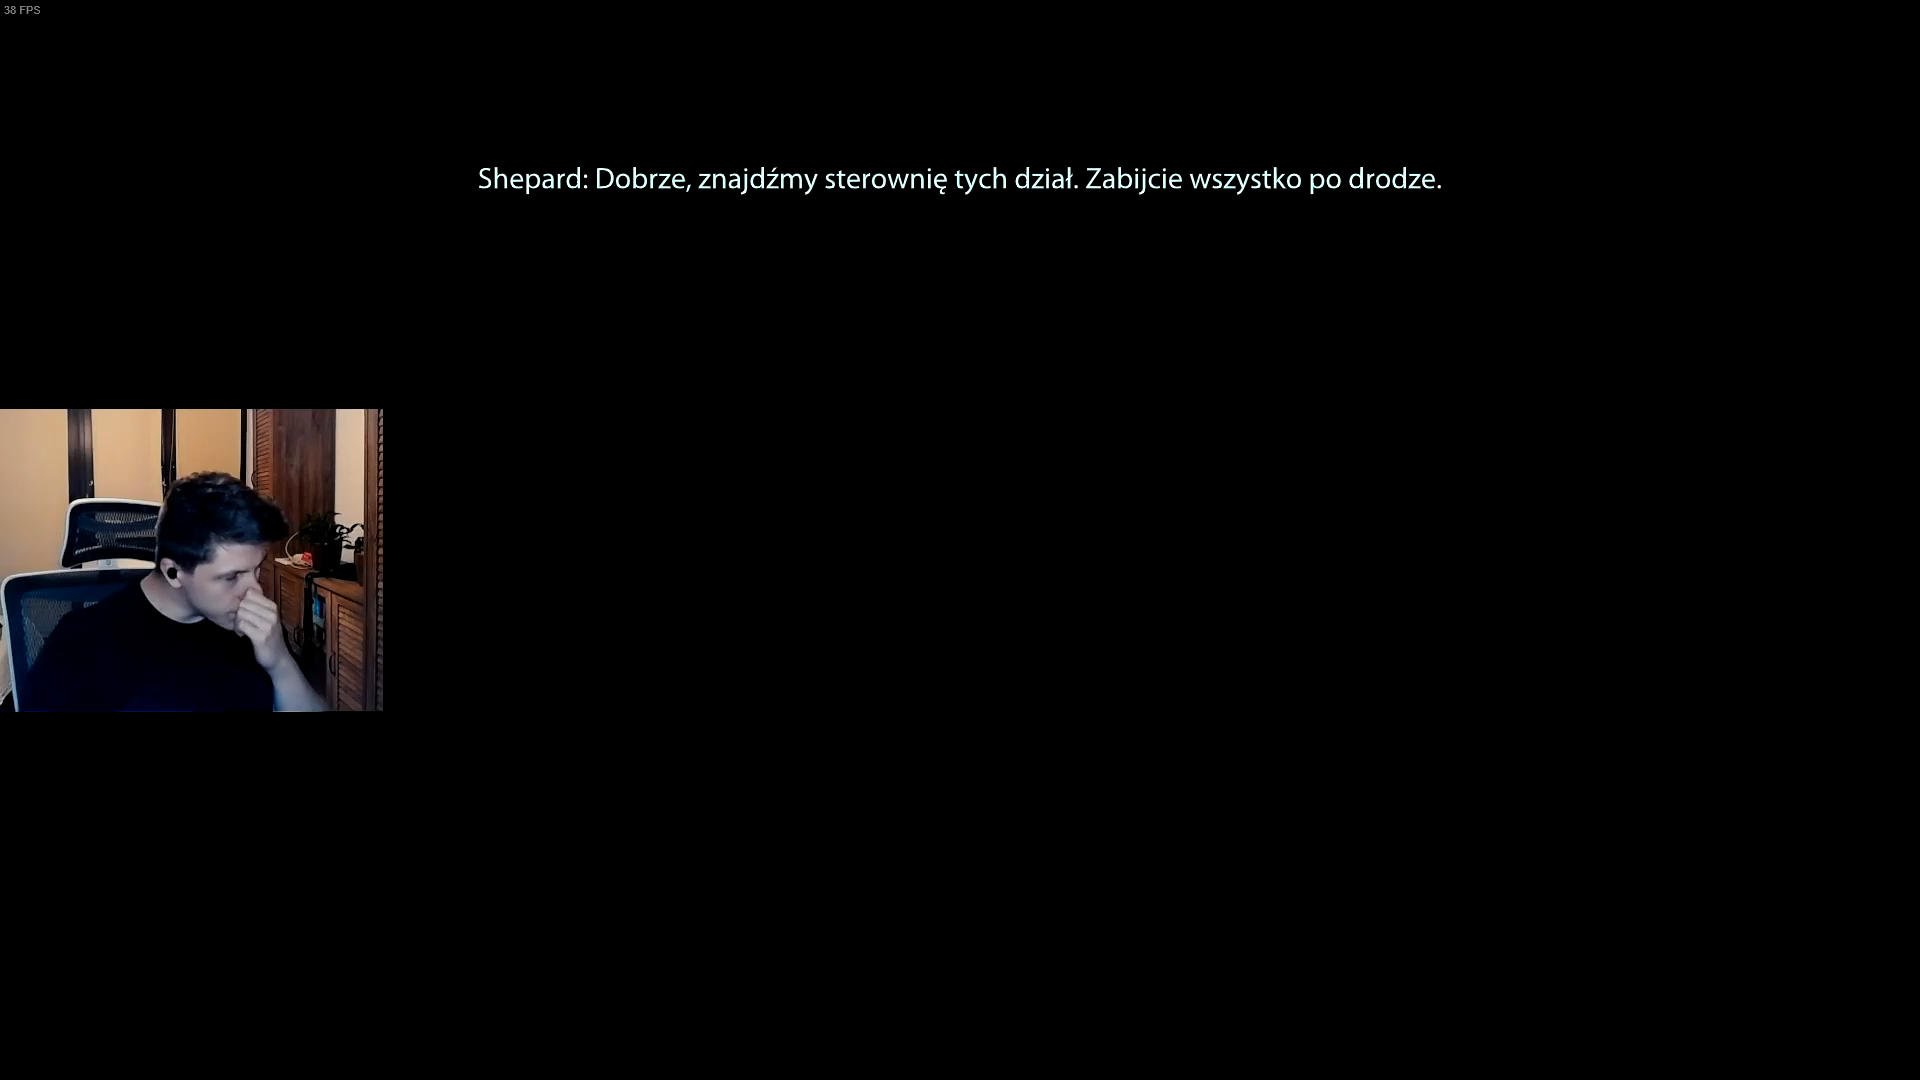 38 FPS
Shepard: Dobrze, znajdźmy sterownię tych dział. Zabijcie wszystko po drodze.